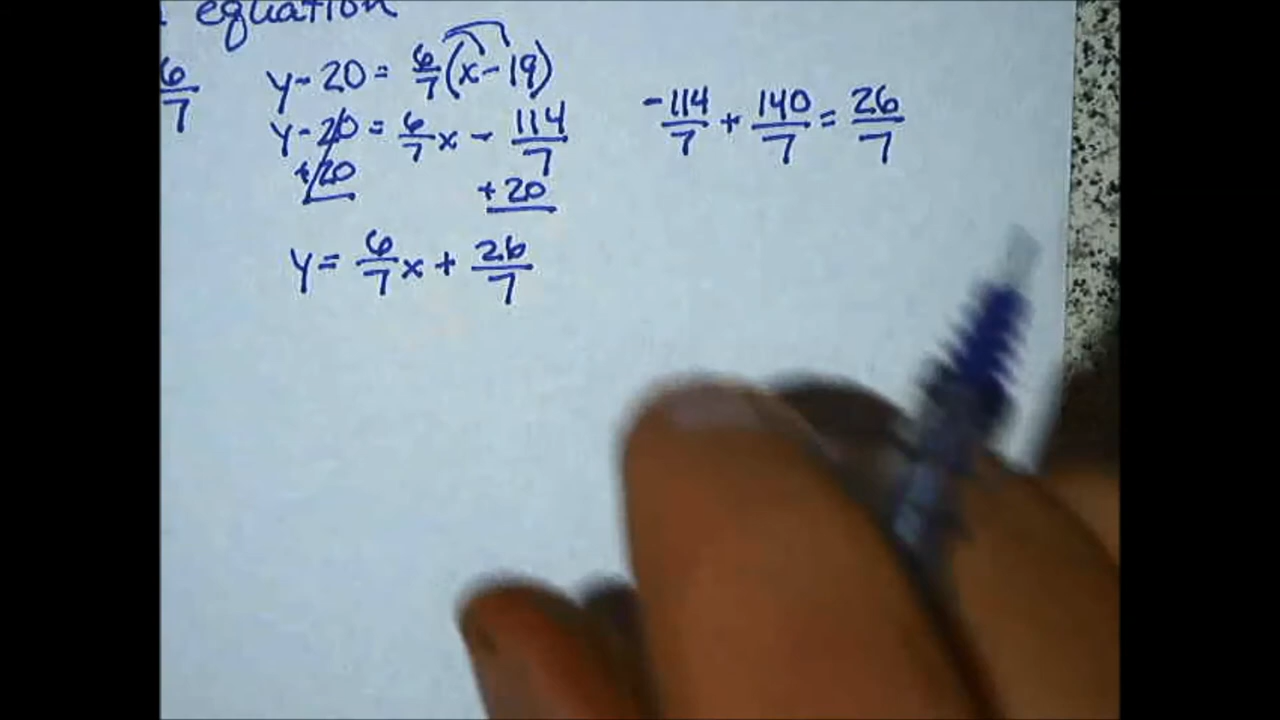 equation
6/7 y - 20 = 6/7(x - 19)
y - 20 = 6/7x - 114/7
+20 +20
y = 6/7x + 26/7
-114/7 + 140/7 = 26/7